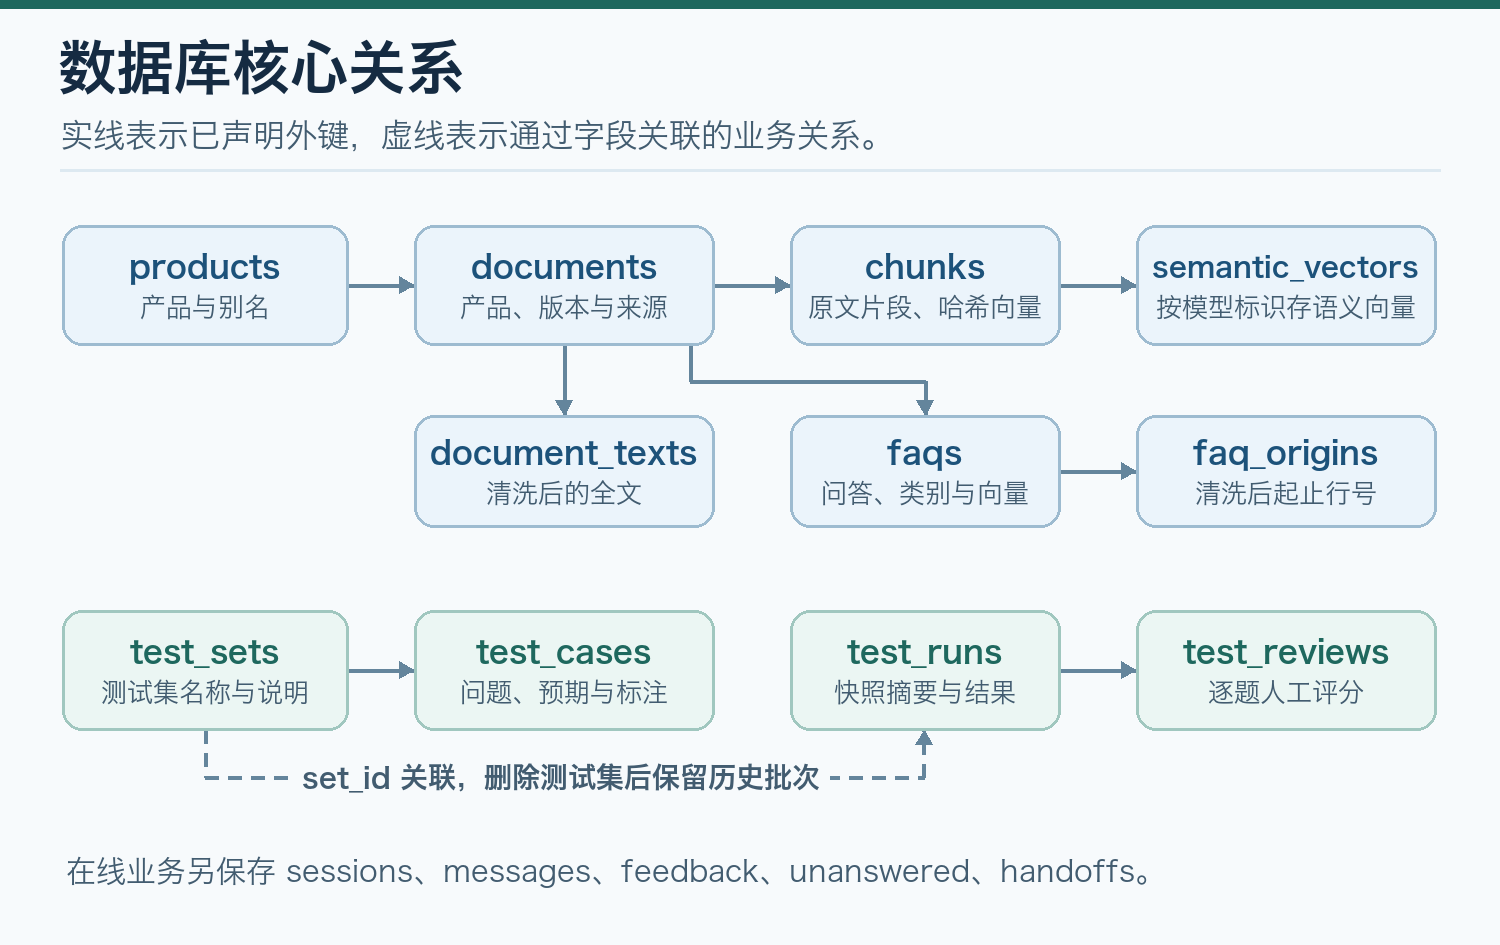 数据库核心关系
实线表示已声明外键，虚线表示通过字段关联的业务关系。
products
产品与别名
documents
产品、版本与来源
chunks
原文片段、哈希向量
semantic_vectors
按模型标识存语义向量
document_texts
清洗后的全文
faqs
问答、类别与向量
faq_origins
清洗后起止行号
test_sets
测试集名称与说明
test_cases
问题、预期与标注
test_runs
快照摘要与结果
test_reviews
逐题人工评分
set_id 关联，删除测试集后保留历史批次
在线业务另保存 sessions、messages、feedback、unanswered、handoffs。